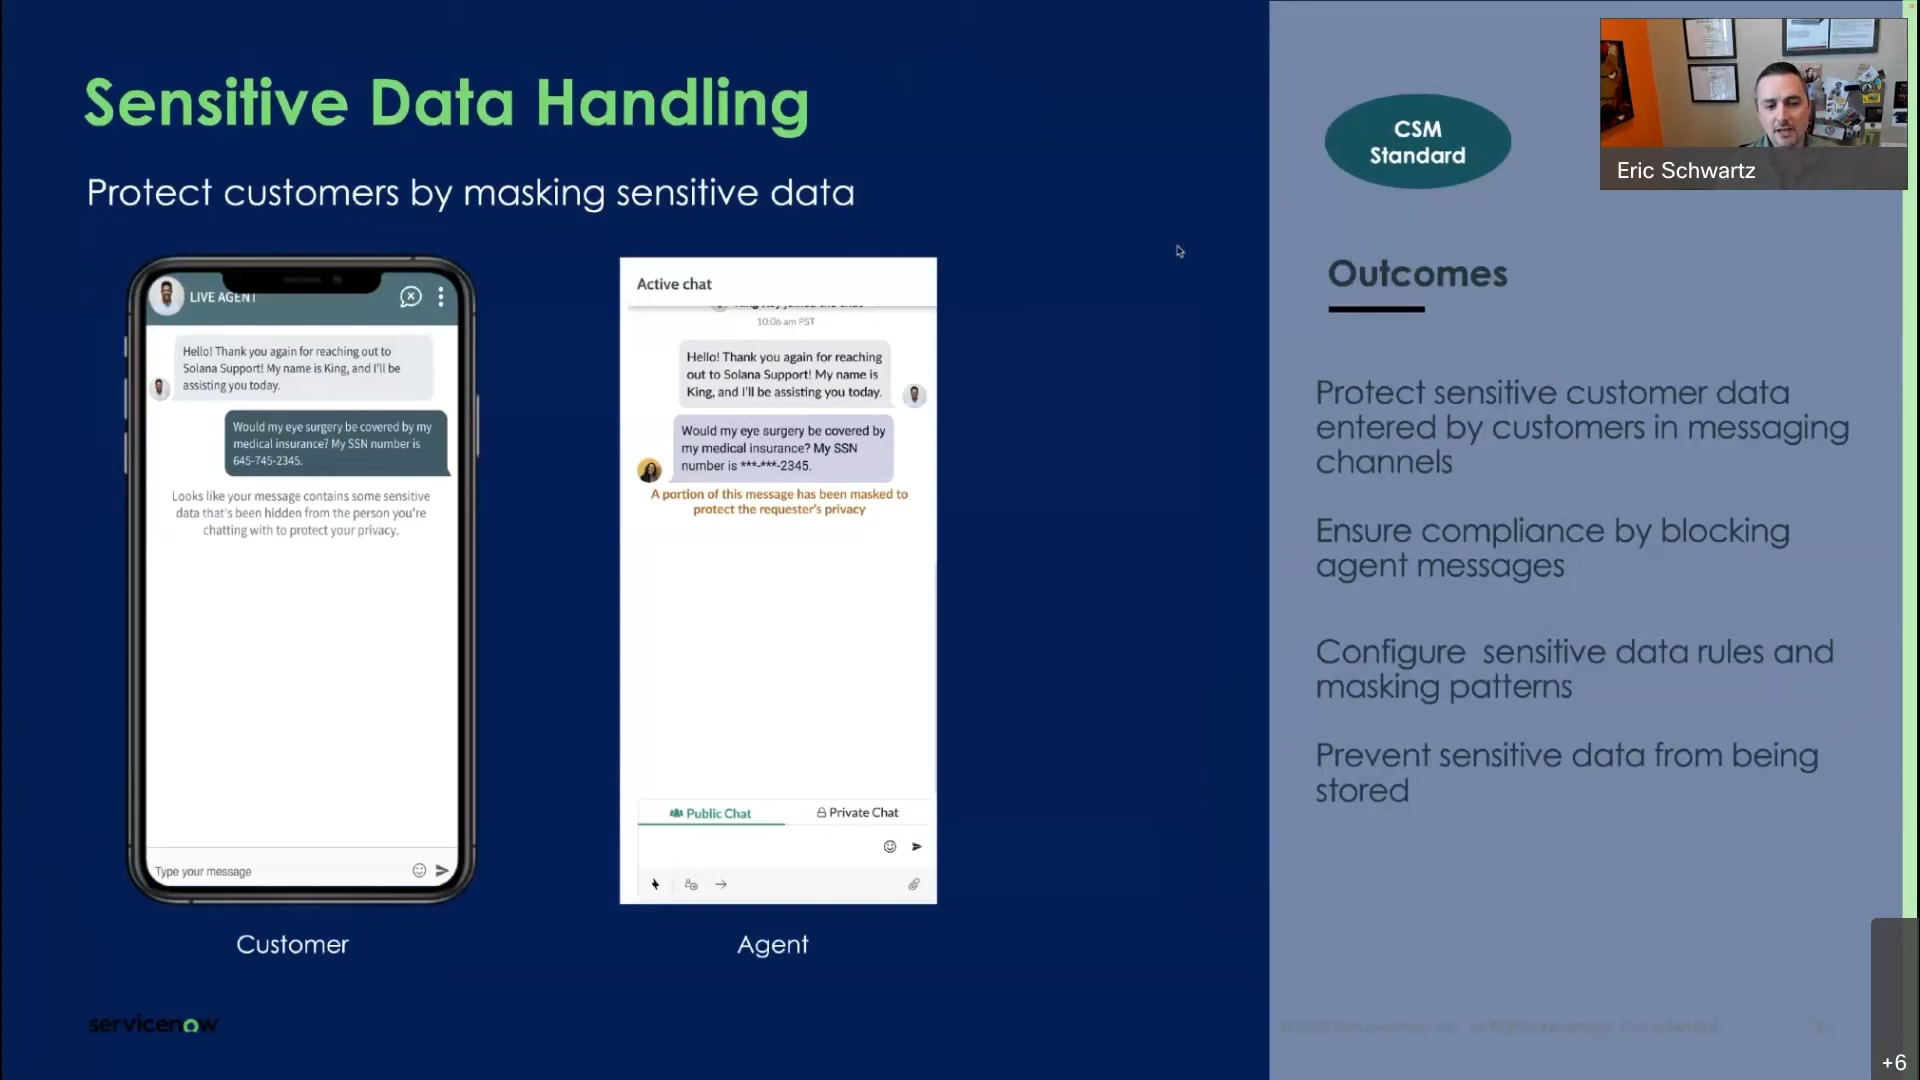 Sensitive Data Handling
Protect customers by masking sensitive data
LIVE AGENT
Hello! Thank you again for reaching out to
Solana Support! My name is King, and I'll be
assisting you today.
Would my eye surgery be covered by my
medical insurance? My SSN number is
645-745-2345.
Looks like your message contains some sensitive
data that's been hidden from the person you're
chatting with to protect your privacy.
Type your message
Customer
Active chat
10:06 am PST
Hello! Thank you again for reaching
out to Solana Support! My name is
King, and I'll be assisting you today.
Would my eye surgery be covered by
my medical insurance? My SSN
number is ***-***-2345.
A portion of this message has been masked to
protect the requester's privacy
Public Chat
Private Chat
Agent
servicenow
CSM
Standard
Eric Schwartz
Outcomes
Protect sensitive customer data
entered by customers in messaging
channels
Ensure compliance by blocking
agent messages
Configure  sensitive data rules and
masking patterns
Prevent sensitive data from being
stored
+6